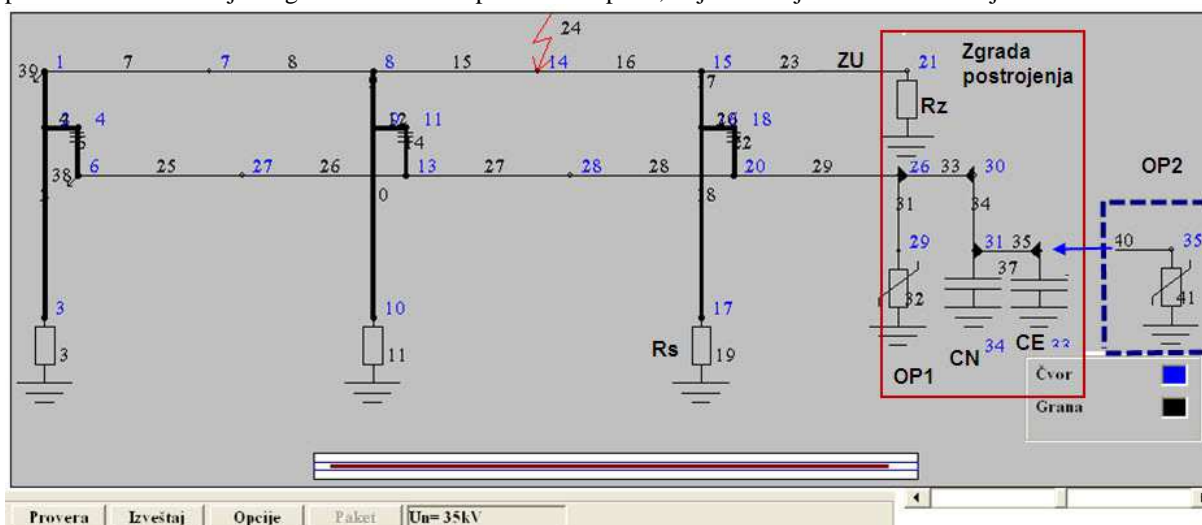 24
39 1 7 7 8 8 15 14 16 15 23 ZU 21 Zgrada
postrojenja
Rz
4 11 18
38 6 25 27 26 13 27 28 28 20 29 26 33 30 OP2
0 31 34
29 31 35 40 35
3 10 17 32 37 41
3 11 Rs 19 CN 34 CE 33
OP1
Čvor
Grana
Provera Izveštaj Opcije Paket Un= 35kV